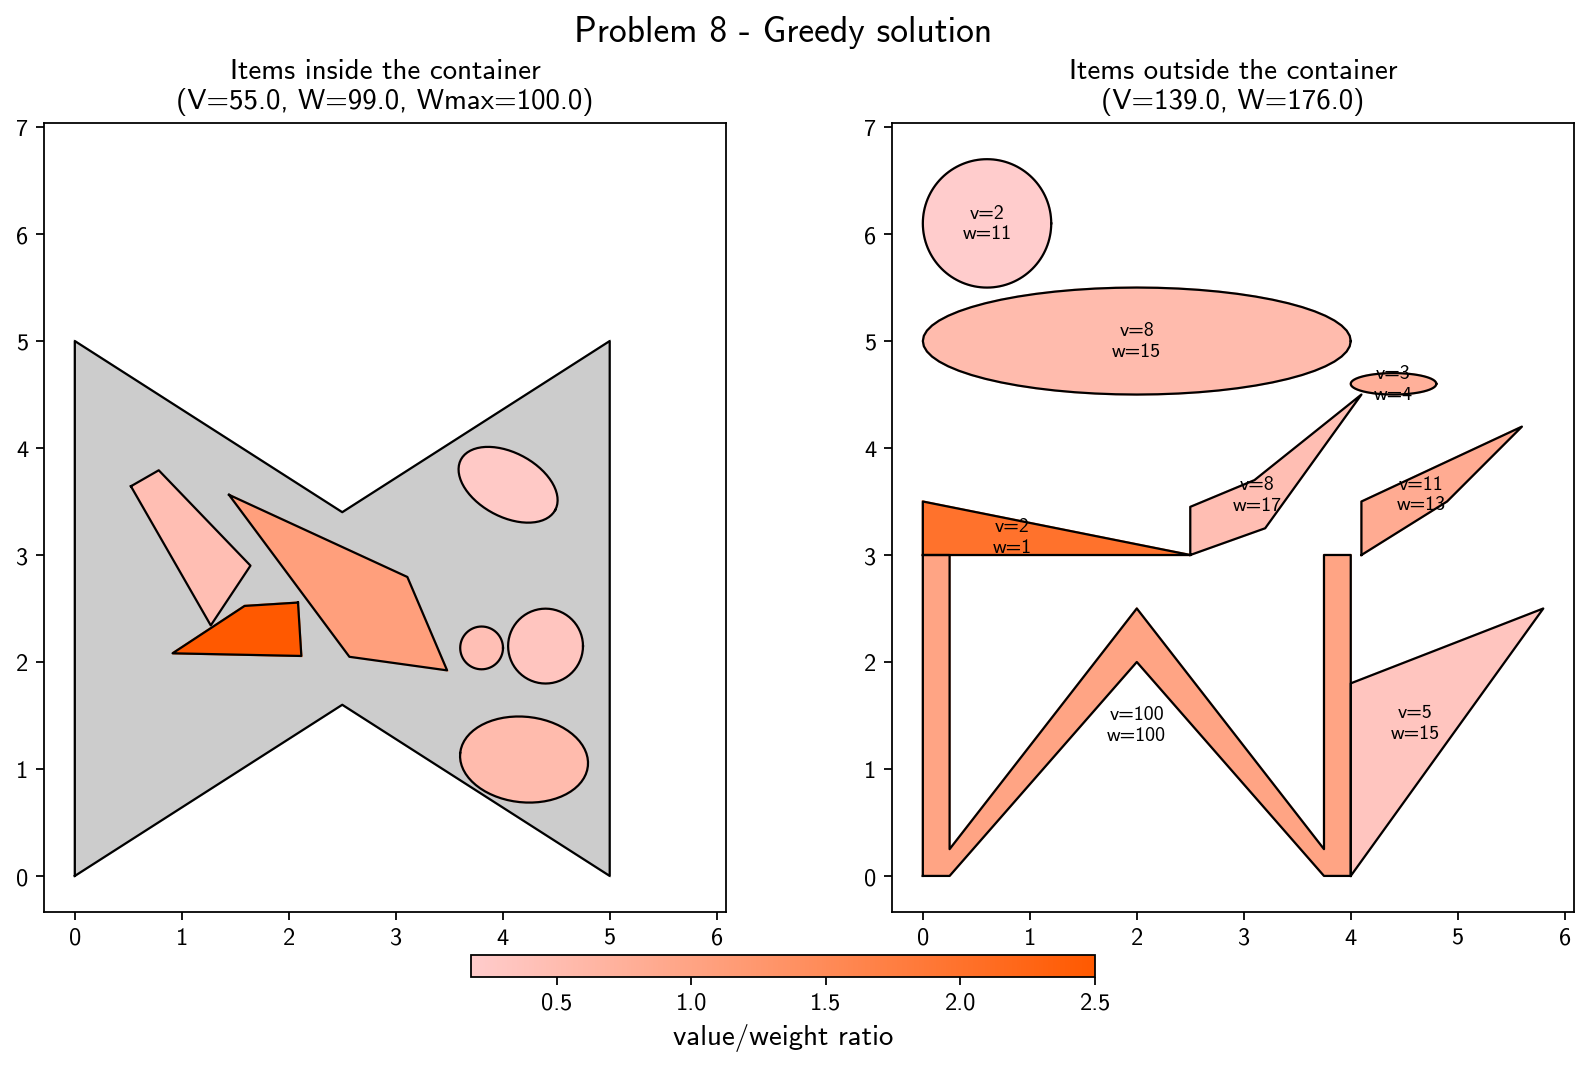 Problem 8 - Greedy solution
Items inside the container
(V=55.0, W=99.0, Wmax=100.0)
7
6
5
4
3
2
1
0
0 1 2 3 4 5 6
Items outside the container
(V=139.0, W=176.0)
7
6
5
4
3
2
1
0
v=2
w=11
v=8
w=15
v=3
w=4
v=8
w=17
v=11
w=13
v=2
w=1
v=100
w=100
v=5
w=15
0 1 2 3 4 5 6
0.5 1.0 1.5 2.0 2.5
value/weight ratio